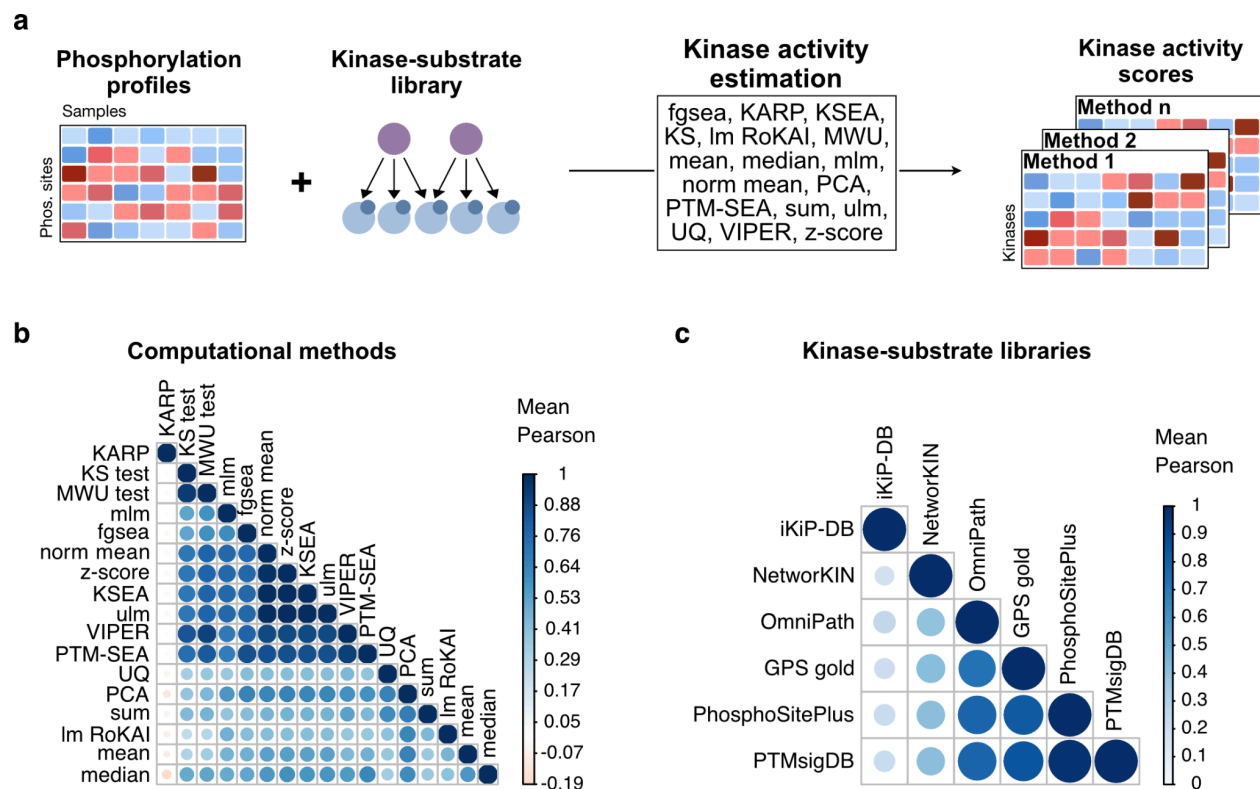 a
Phosphorylation
profiles
Samples
Phos. sites
+
Kinase-substrate
library
Kinase activity
estimation
fgsea, KARP, KSEA,
KS, lm RoKAI, MWU,
mean, median, mlm,
norm mean, PCA,
PTM-SEA, sum, ulm,
UQ, VIPER, z-score
Kinase activity
scores
Method n
Method 2
Method 1
Kinases
b
Computational methods
KARP
KS test
MWU test
mlm
fgsea
norm mean
z-score
KSEA
ulm
VIPER
PTM-SEA
UQ
PCA
sum
lm RoKAI
mean
median
KARP
KS test
MWU test
mlm
fgsea
norm mean
z-score
KSEA
ulm
VIPER
PTM-SEA
UQ
PCA
sum
lm RoKAI
mean
median
Mean
Pearson
1
0.88
0.76
0.64
0.53
0.41
0.29
0.17
0.05
-0.07
-0.19
c
Kinase-substrate libraries
iKiP-DB
NetworKIN
OmniPath
GPS gold
PhosphoSitePlus
PTMsigDB
iKiP-DB
NetworKIN
OmniPath
GPS gold
PhosphoSitePlus
PTMsigDB
Mean
Pearson
1
0.9
0.8
0.7
0.6
0.5
0.4
0.3
0.2
0.1
0